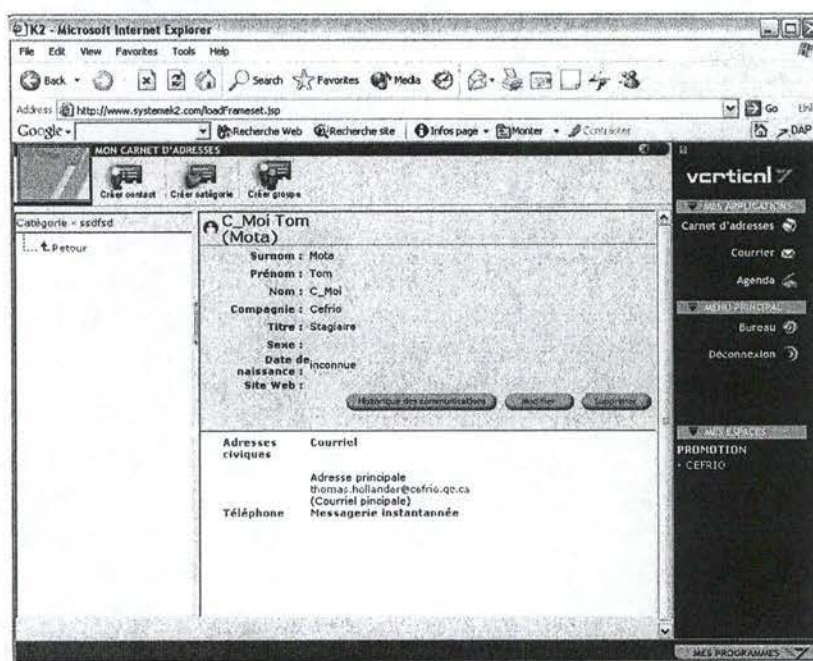 K2 - Microsoft Internet Explorer
File Edit View Favorites Tools Help
Back Search Favorites Media
Address http://www.systemek2.com/loadFrameset.jsp Go
Google Recherche Web Recherche site Infos page Monter DAP
MON CARNET D'ADRESSES
Créer contact Créer catégorie Créer groupe
Catégorie - ssdfsd
Retour
C_Moi Tom
(Mota)
Surnom : Mota
Prénom : Tom
Nom : C_Moi
Compagnie : Cefrio
Titre : Stagiaire
Sexe :
Date de naissance : inconnue
Site Web :
Historique des communications Modifier Supprimer
Adresses civiques
Courriel
Adresse principale
thomas.hollander@cefrio.qc.ca
(Courriel pincipale)
Téléphone Messagerie instantannée
vertical 7
MES APPLICATIONS
Carnet d'adresses
Courrier
Agenda
MENU PRINCIPAL
Bureau
Déconnexion
MES ESPACES
PROMOTION
- CEFRIO
MES PROGRAMMES